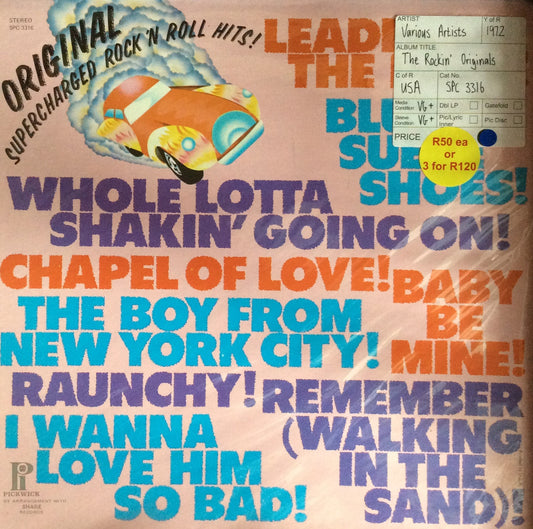 STEREO
SPC 3316
ORIGINAL
SUPERCHARGED ROCK 'N ROLL HITS!
ARTIST
Various Artists
Y of R
1972
ALBUM TITLE
The Rockin' Originals
C of R
USA
Cat No.
SPC 3316
Media Condition VG+
Dbl LP
Gatefold
Sleeve Condition VG+
Pic/Lyric Inner
Pic Disc
PRICE
R50 ea
or
3 for R120
LEAD
THE
BLU
SUE
SHOES!
WHOLE LOTTA
SHAKIN' GOING ON!
CHAPEL OF LOVE!
BABY
BE
MINE!
THE BOY FROM
NEW YORK CITY!
RAUNCHY!
REMEMBER
(WALKING
IN THE
SAND)!
I WANNA
LOVE HIM
SO BAD!
PICKWICK
BY ARRANGEMENT WITH
SHARE
RECORDS